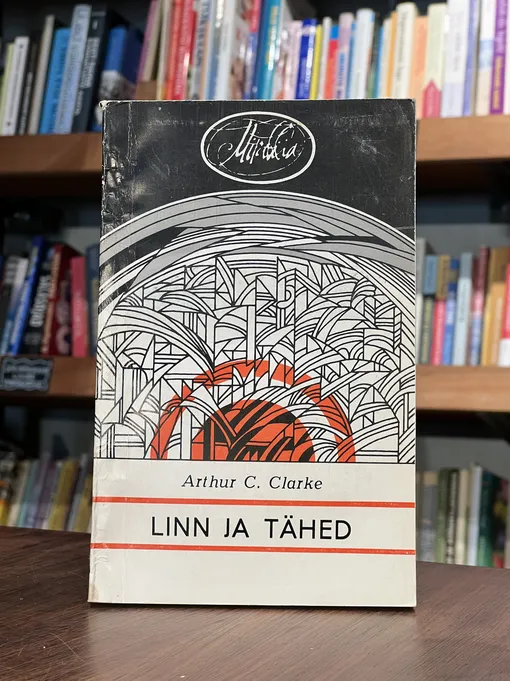 Mirabilia
Arthur C. Clarke
LINN JA TÄHED